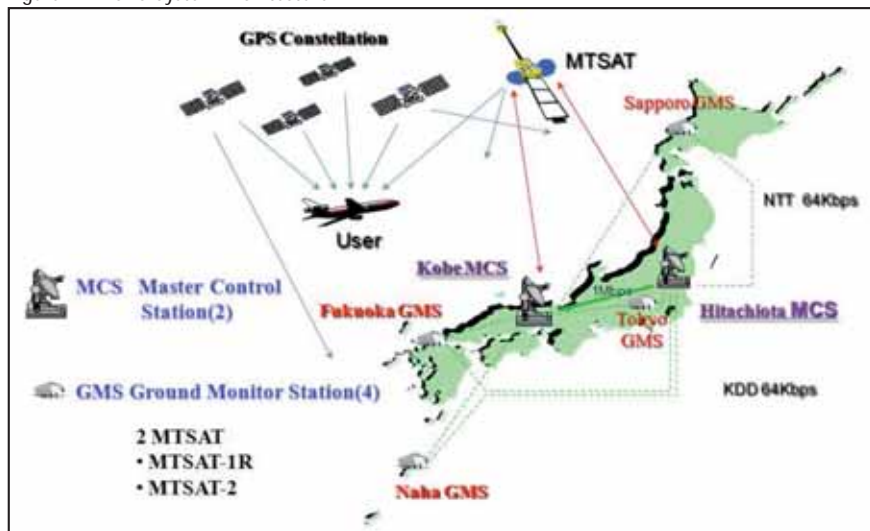 GPS Constellation
MTSAT
Sapporo GMS
NTT 64Kbps
User
Kobe MCS
MCS Master Control
Station(2)
1Mbps
Fukuoka GMS
Tokyo
GMS
Hitachiota MCS
GMS Ground Monitor Station(4)
KDD 64Kbps
2 MTSAT
• MTSAT-1R
• MTSAT-2
Naha GMS